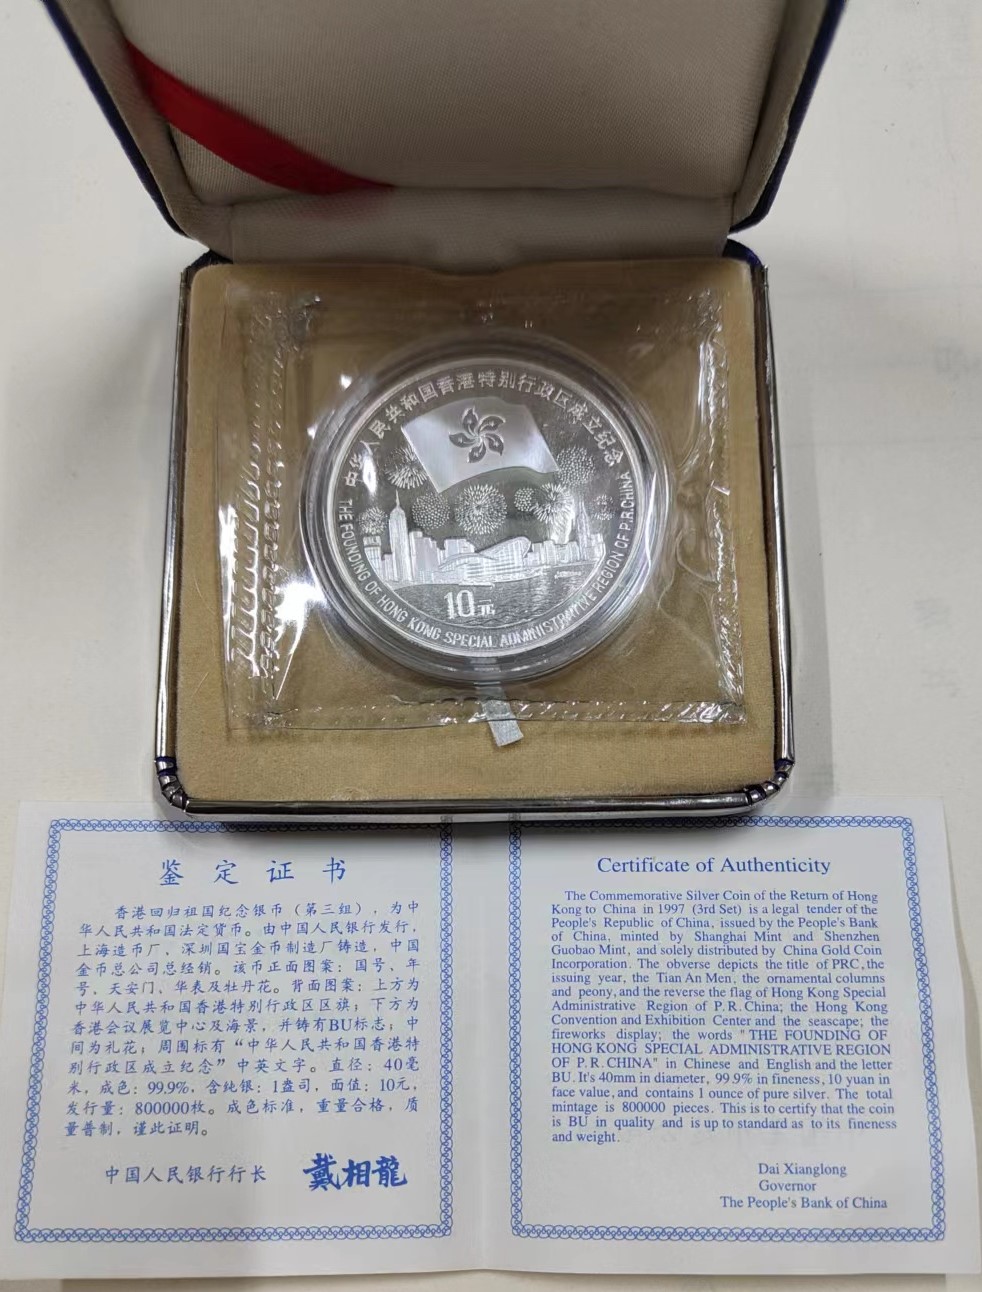 中华人民共和国香港特别行政区成立纪念
THE FOUNDING OF HONG KONG SPECIAL ADMINISTRATIVE REGION OF P.R.CHINA
10元
鉴定证书
香港回归祖国纪念银币（第三组），为中
华人民共和国法定货币。由中国人民银行发行，
上海造币厂，深圳国宝金币制造厂铸造，中国
金币总公司总经销。该币正面图案：国号、年
号、天安门、华表及牡丹花。背面图案：上方为
中华人民共和国香港特别行政区区旗；下方为
香港会议展览中心及海景，并铸有BU标志；中
间为礼花；周围标有“中华人民共和国香港特
别行政区成立纪念”中英文字。直径：40毫
米，成色：99.9%，含纯银：1盎司，面值：10元，
发行量：800000枚。成色标准，重量合格，质
量普制，谨此证明。
中国人民银行行长 戴相龍
Certificate of Authenticity
The Commemorative Silver Coin of the Return of Hong
Kong to China in 1997 (3rd Set) is a legal tender of the
People's Republic of China, issued by the People's Bank
of China, minted by Shanghai Mint and Shenzhen
Guobao Mint, and solely distributed by China Gold Coin
Incorporation. The obverse depicts the title of PRC, the
issuing year, the Tian An Men, the ornamental columns
and peony, and the reverse the flag of Hong Kong Special
Administrative Region of P.R. China; the Hong Kong
Convention and Exhibition Center and the seascape; the
fireworks display; the words "THE FOUNDING OF
HONG KONG SPECIAL ADMINISTRATIVE REGION
OF P.R. CHINA" in Chinese and English and the letter
BU. It's 40mm in diameter, 99.9% in fineness, 10 yuan in
face value, and contains 1 ounce of pure silver. The total
mintage is 800000 pieces. This is to certify that the coin
is BU in quality and is up to standard as to its fineness
and weight.
Dai Xianglong
Governor
The People's Bank of China